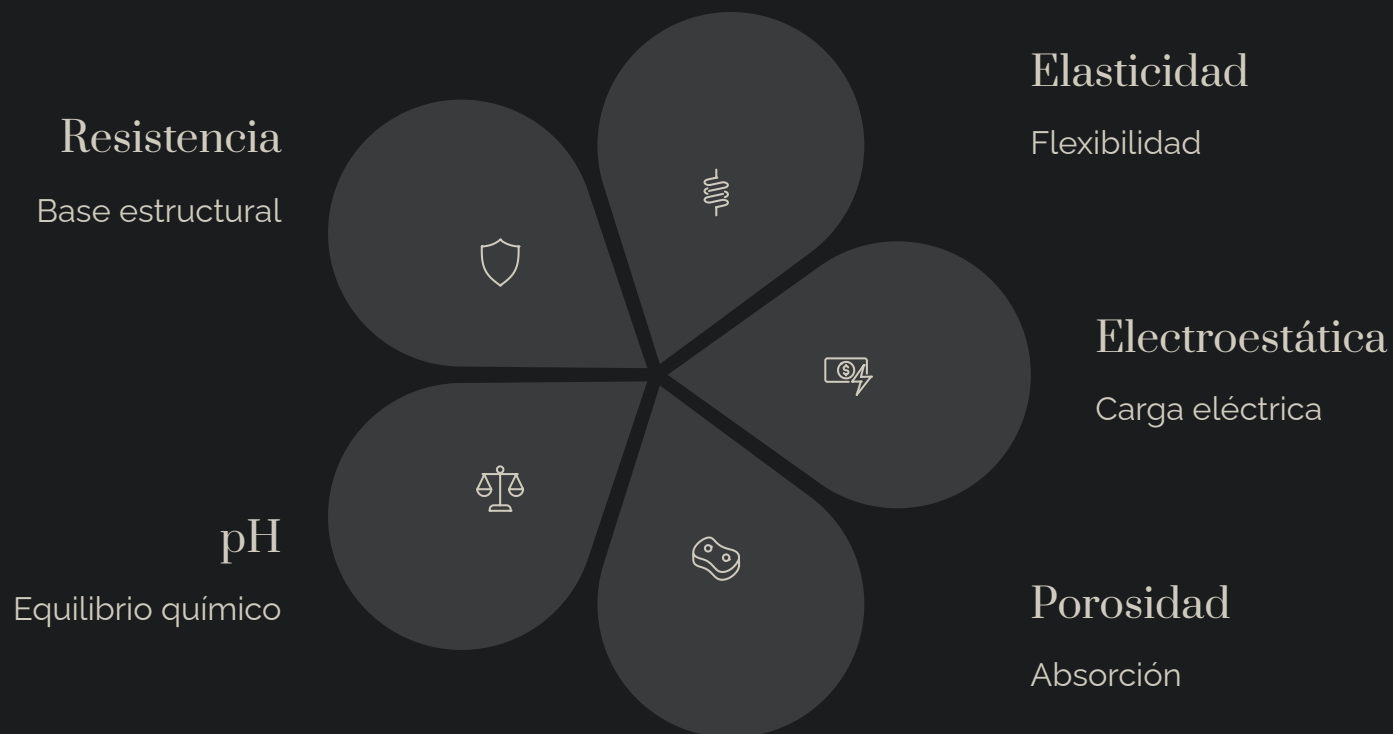 Resistencia
Base estructural
Elasticidad
Flexibilidad
Electroestática
Carga eléctrica
pH
Equilibrio químico
Porosidad
Absorción
$